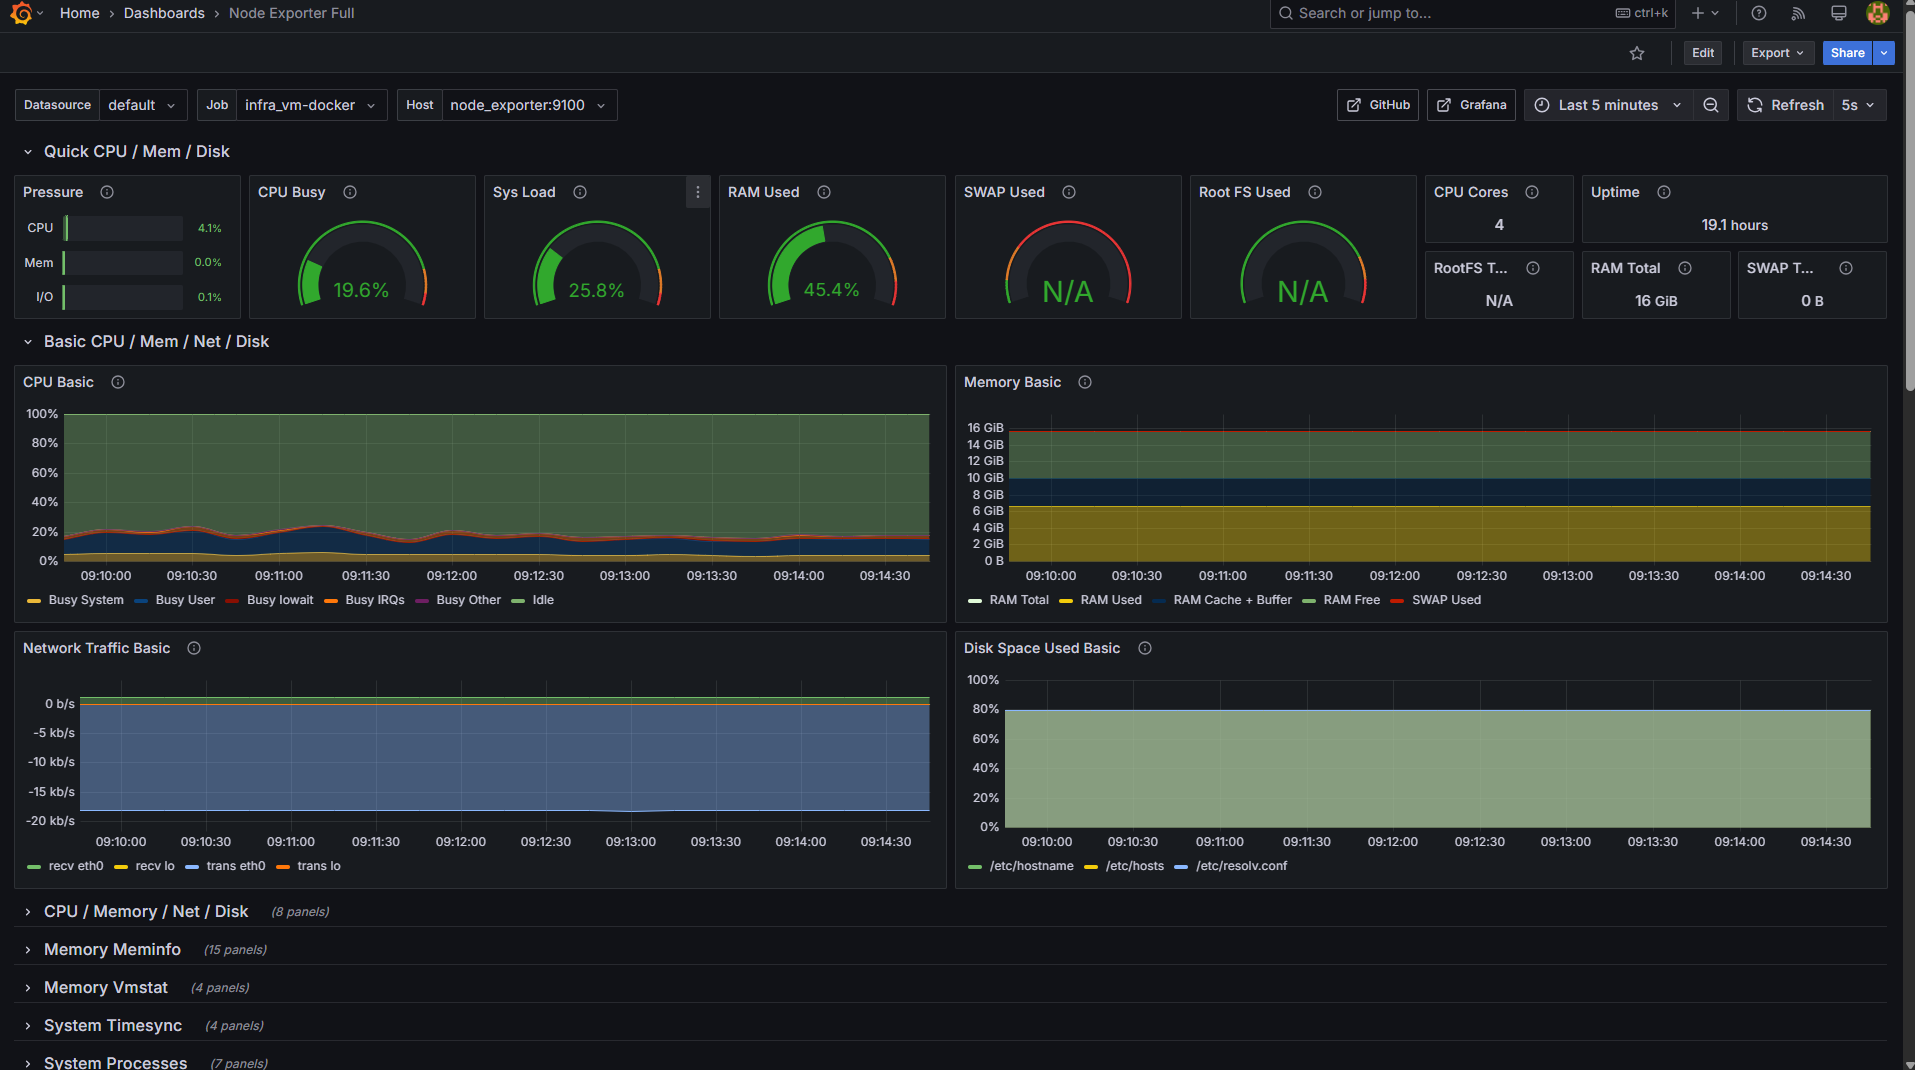 Home › Dashboards › Node Exporter Full
Search or jump to... ctrl+k
Edit Export Share
Datasource default Job infra_vm-docker Host node_exporter:9100 GitHub Grafana Last 5 minutes Refresh 5s
Quick CPU / Mem / Disk
Pressure
CPU 4.1%
Mem 0.0%
I/O 0.1%
CPU Busy
19.6%
Sys Load
25.8%
RAM Used
45.4%
SWAP Used
N/A
Root FS Used
N/A
CPU Cores
4
Uptime
19.1 hours
RootFS T...
N/A
RAM Total
16 GiB
SWAP T...
0 B
Basic CPU / Mem / Net / Disk
CPU Basic
100%
80%
60%
40%
20%
0%
09:10:00 09:10:30 09:11:00 09:11:30 09:12:00 09:12:30 09:13:00 09:13:30 09:14:00 09:14:30
Busy System Busy User Busy Iowait Busy IRQs Busy Other Idle
Memory Basic
16 GiB
14 GiB
12 GiB
10 GiB
8 GiB
6 GiB
4 GiB
2 GiB
0 B
09:10:00 09:10:30 09:11:00 09:11:30 09:12:00 09:12:30 09:13:00 09:13:30 09:14:00 09:14:30
RAM Total RAM Used RAM Cache + Buffer RAM Free SWAP Used
Network Traffic Basic
0 b/s
-5 kb/s
-10 kb/s
-15 kb/s
-20 kb/s
09:10:00 09:10:30 09:11:00 09:11:30 09:12:00 09:12:30 09:13:00 09:13:30 09:14:00 09:14:30
recv eth0 recv lo trans eth0 trans lo
Disk Space Used Basic
100%
80%
60%
40%
20%
0%
09:10:00 09:10:30 09:11:00 09:11:30 09:12:00 09:12:30 09:13:00 09:13:30 09:14:00 09:14:30
/etc/hostname /etc/hosts /etc/resolv.conf
CPU / Memory / Net / Disk (8 panels)
Memory Meminfo (15 panels)
Memory Vmstat (4 panels)
System Timesync (4 panels)
System Processes (7 panels)